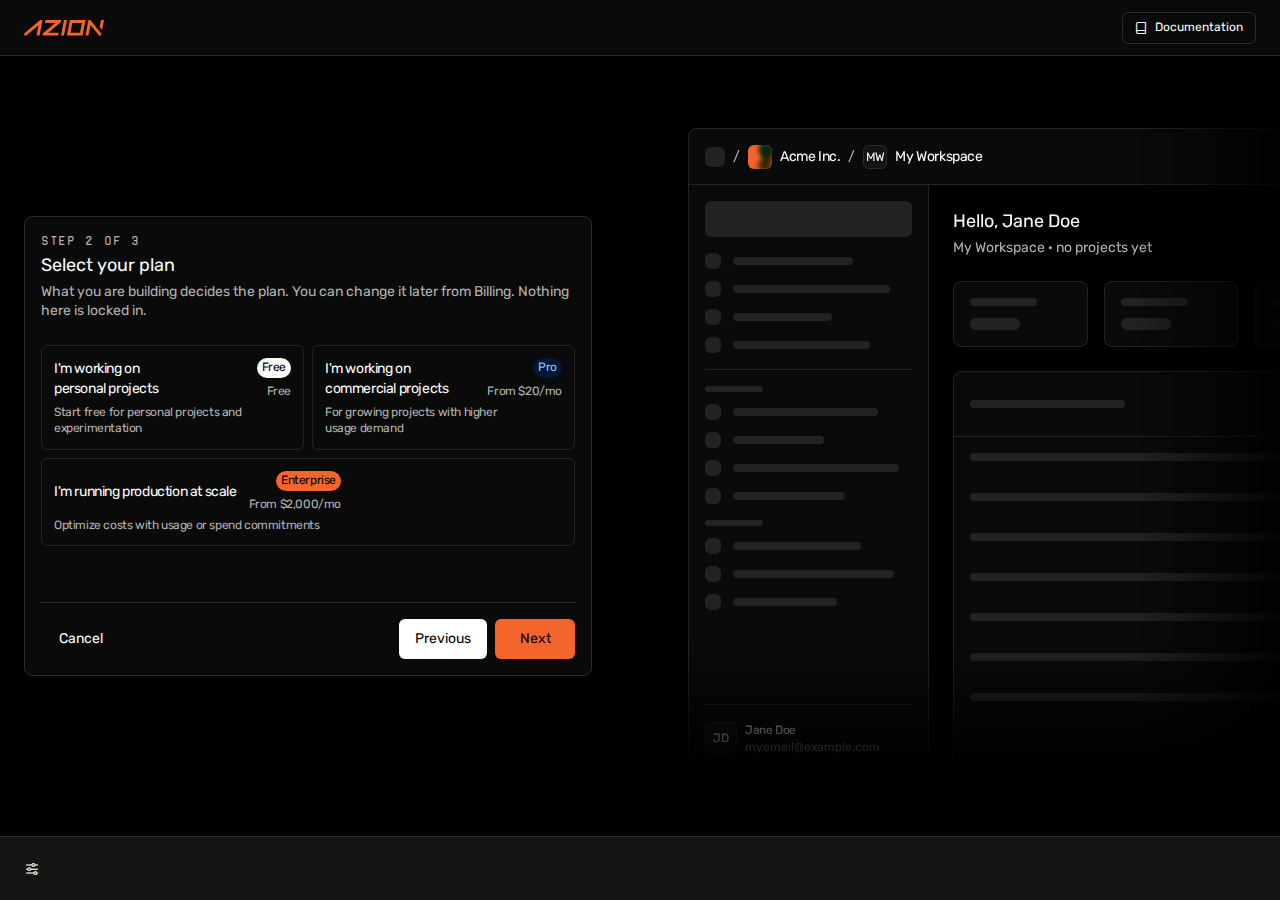 AZION
Documentation
/ Acme Inc. / MW My Workspace
STEP 2 OF 3
Select your plan
What you are building decides the plan. You can change it later from Billing. Nothing
here is locked in.
I'm working on
personal projects
Free
Free
Start free for personal projects and
experimentation
I'm working on
commercial projects
Pro
From $20/mo
For growing projects with higher
usage demand
I'm running production at scale
Enterprise
From $2,000/mo
Optimize costs with usage or spend commitments
Cancel
Previous
Next
Hello, Jane Doe
My Workspace • no projects yet
JD
Jane Doe
myemail@example.com